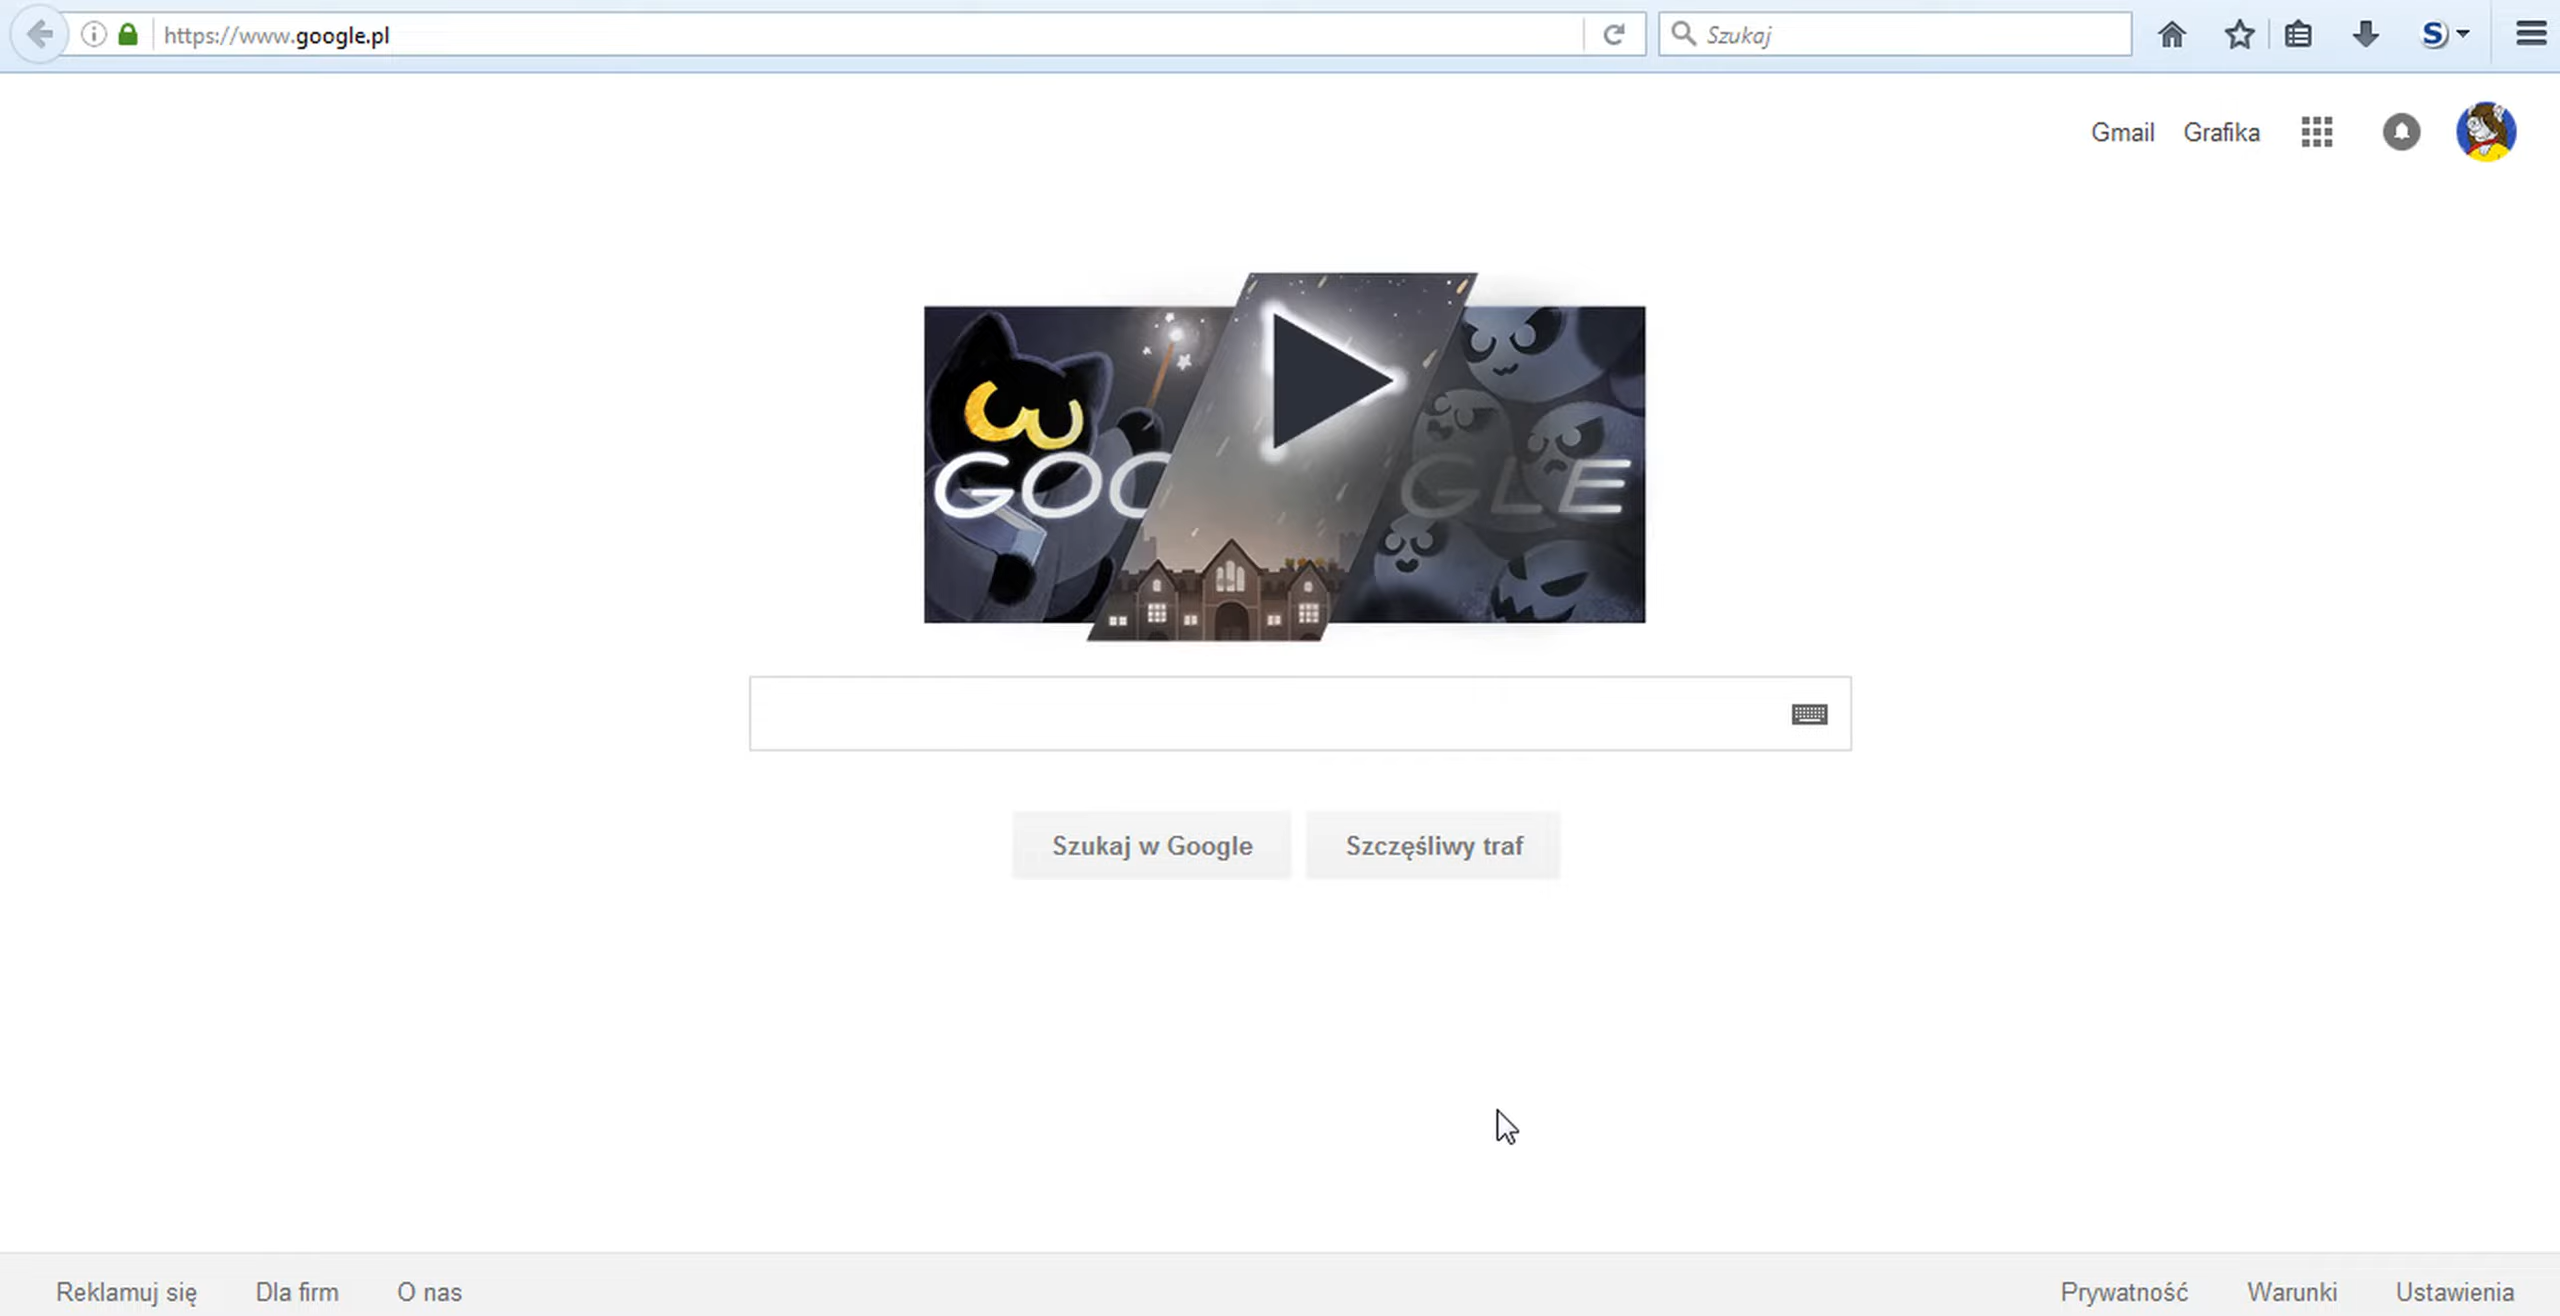 https://www.google.pl
Szukaj
S
Gmail Grafika
GOOGLE
Szukaj w Google Szczęśliwy traf
Reklamuj się Dla firm O nas Prywatność Warunki Ustawienia